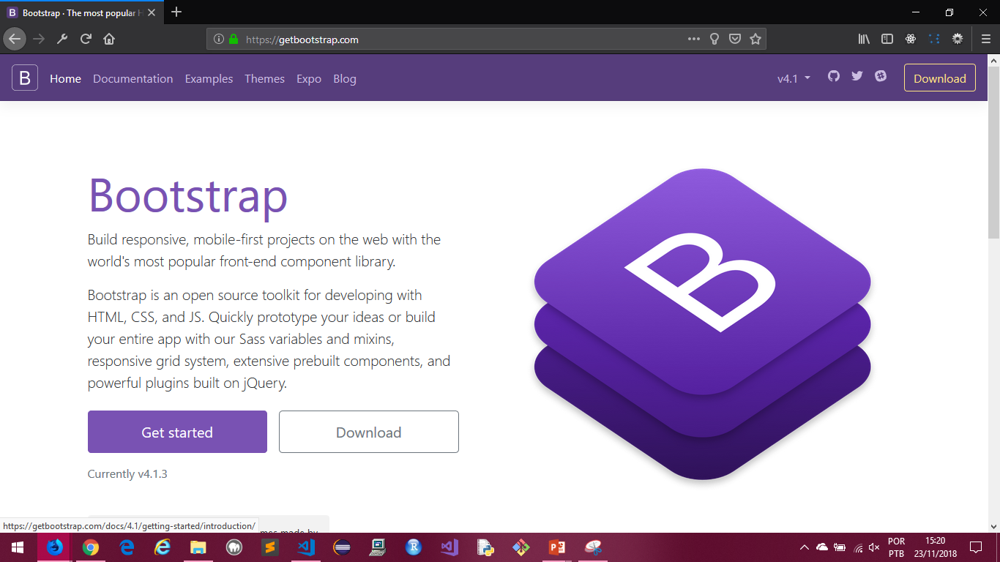 Bootstrap · The most popular H
https://getbootstrap.com
B Home Documentation Examples Themes Expo Blog v4.1 Download
Bootstrap
Build responsive, mobile-first projects on the web with the
world's most popular front-end component library.
Bootstrap is an open source toolkit for developing with
HTML, CSS, and JS. Quickly prototype your ideas or build
your entire app with our Sass variables and mixins,
responsive grid system, extensive prebuilt components, and
powerful plugins built on jQuery.
Get started Download
Currently v4.1.3
B
https://getbootstrap.com/docs/4.1/getting-started/introduction/
made by
POR
PTB
15:20
23/11/2018